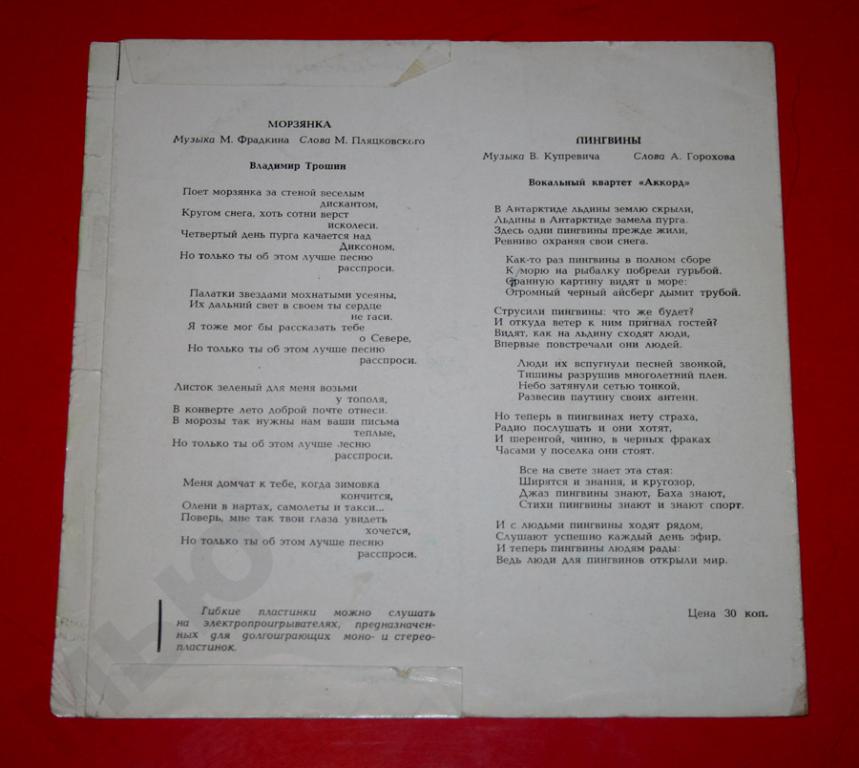 МОРЗЯНКА
Музыка М. Фрадкина Слова М. Пляцковского
Владимир Трошин
Поет морзянка за стеной веселым
дискантом,
Кругом снега, хоть сотни верст
исколеси.
Четвертый день пурга качается над
Диксоном,
Но только ты об этом лучше песню
расспроси.
Палатки звездами мохнатыми усеяны,
Их дальний свет в своем ты сердце
не гаси.
Я тоже мог бы рассказать тебе
о Севере,
Но только ты об этом лучше песню
расспроси.
Листок зеленый для меня возьми
у тополя,
В конверте лето доброй почте отнеси.
В морозы так нужны нам ваши письма
теплые,
Но только ты об этом лучше песню
расспроси.
Меня домчат к тебе, когда зимовка
кончится,
Олени в нартах, самолеты и такси...
Поверь, мне так твои глаза увидеть
хочется,
Но только ты об этом лучше песню
расспроси.
Гибкие пластинки можно слушать
на электропроигрывателях, предназначен-
ных для долгоиграющих моно- и стерео-
пластинок.
ПИНГВИНЫ
Музыка В. Купревича Слова А. Горохова
Вокальный квартет «Аккорд»
В Антарктиде льдины землю скрыли,
Льдины в Антарктиде замела пурга.
Здесь одни пингвины прежде жили,
Ревниво охраняя свои снега.
Как-то раз пингвины в полном сборе
К морю на рыбалку побрели гурьбой.
Странную картину видят в море:
Огромный черный айсберг дымит трубой.
Струсили пингвины: что же будет?
И откуда ветер к ним пригнал гостей?
Видят, как на льдину сходят люди,
Впервые повстречали они людей.
Люди их вспугнули песней звонкой,
Тишины разрушив многолетний плен.
Небо затянули сетью тонкой,
Развесив паутину своих антенн.
Но теперь в пингвинах нету страха,
Радио послушать и они хотят,
И шеренгой, чинно, в черных фраках
Часами у поселка они стоят.
Все на свете знает эта стая:
Ширятся и знания, и кругозор,
Джаз пингвины знают, Баха знают,
Стихи пингвины знают и знают спорт.
И с людьми пингвины ходят рядом,
Слушают успешно каждый день эфир.
И теперь пингвины людям рады:
Ведь люди для пингвинов открыли мир.
Цена 30 коп.